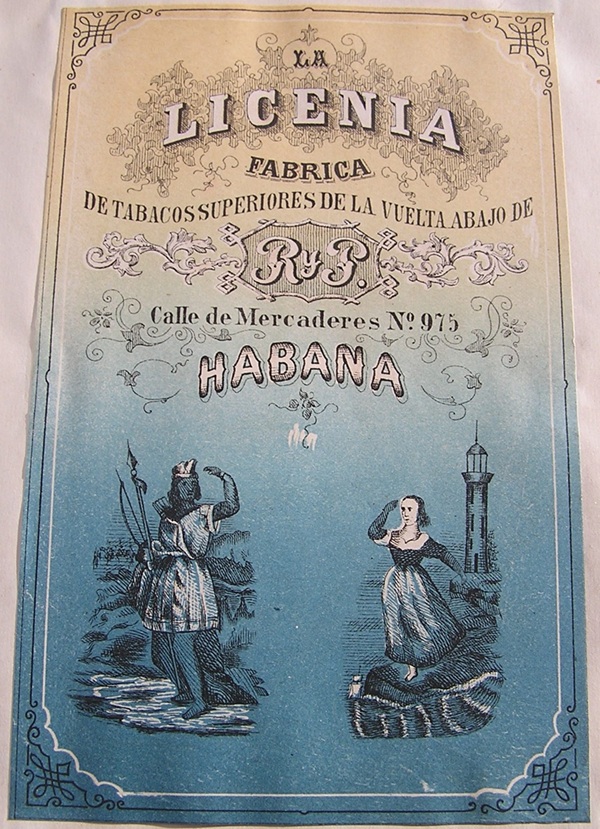 LA
LICENIA
FABRICA
DE TABACOS SUPERIORES DE LA VUELTA ABAJO DE
R y P.
Calle de Mercaderes Nº 975
HABANA